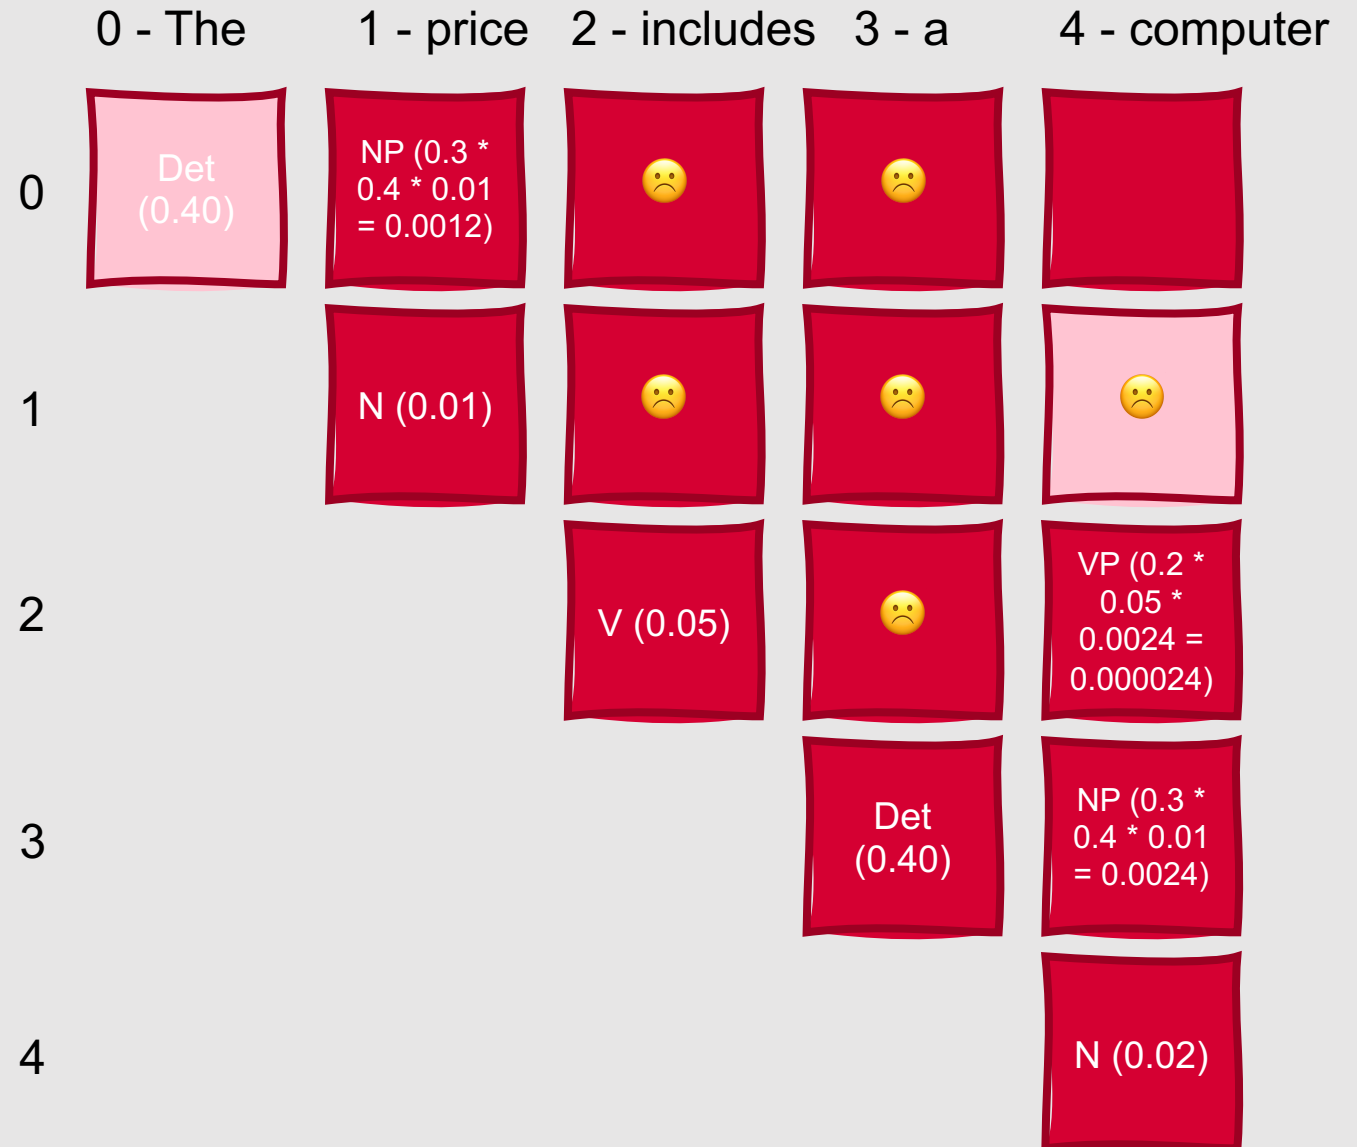 0 - The 1 - price 2 - includes 3 - a 4 - computer
0
Det
(0.40)
NP (0.3 *
0.4 * 0.01
= 0.0012)
1
N (0.01)
2
V (0.05)
VP (0.2 *
0.05 *
0.0024 =
0.000024)
3
Det
(0.40)
NP (0.3 *
0.4 * 0.01
= 0.0024)
4
N (0.02)